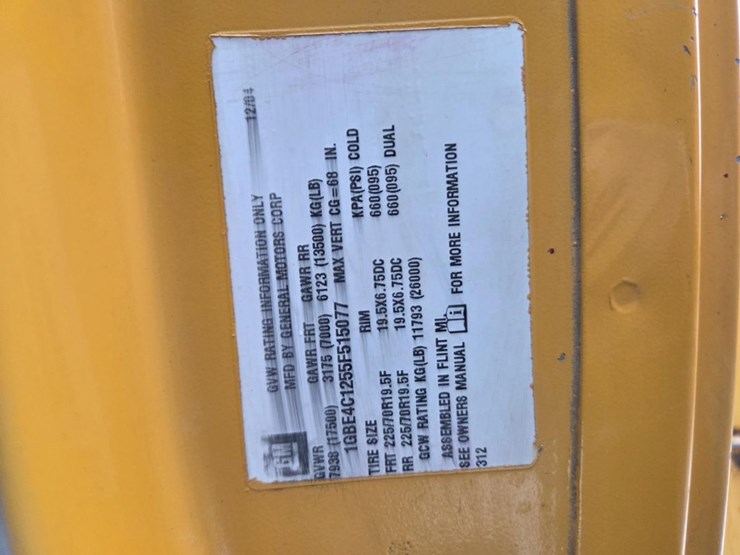 GM
GVW RATING INFORMATION ONLY
MFD BY GENERAL MOTORS CORP 12/04
GVWR GAWR FRT GAWR RR
7938 (17500) 3175 (7000) 6123 (13500) KG(LB)
1GBE4C1255F515077 MAX VERT CG=68 IN.
TIRE SIZE RIM KPA(PSI) COLD
FRT 225/70R19.5F 19.5X6.75DC 660(095)
RR 225/70R19.5F 19.5X6.75DC 660(095) DUAL
GCW RATING KG(LB) 11793 (26000)
ASSEMBLED IN FLINT MI,
SEE OWNERS MANUAL i FOR MORE INFORMATION
312